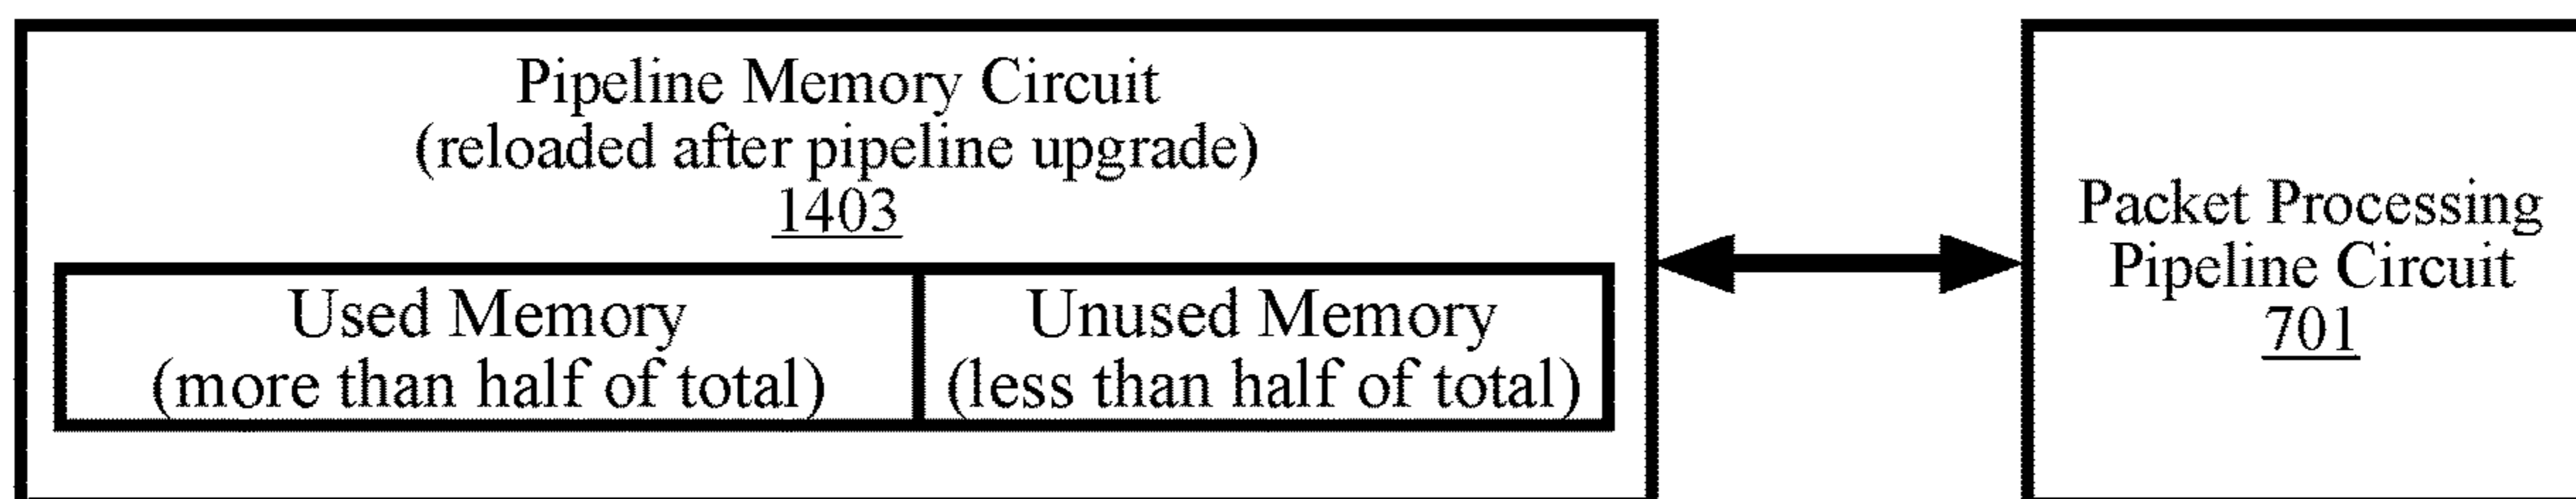 Pipeline Memory Circuit
(reloaded after pipeline upgrade)
1403
Used Memory
(more than half of total)
Unused Memory
(less than half of total)
Packet Processing
Pipeline Circuit
701